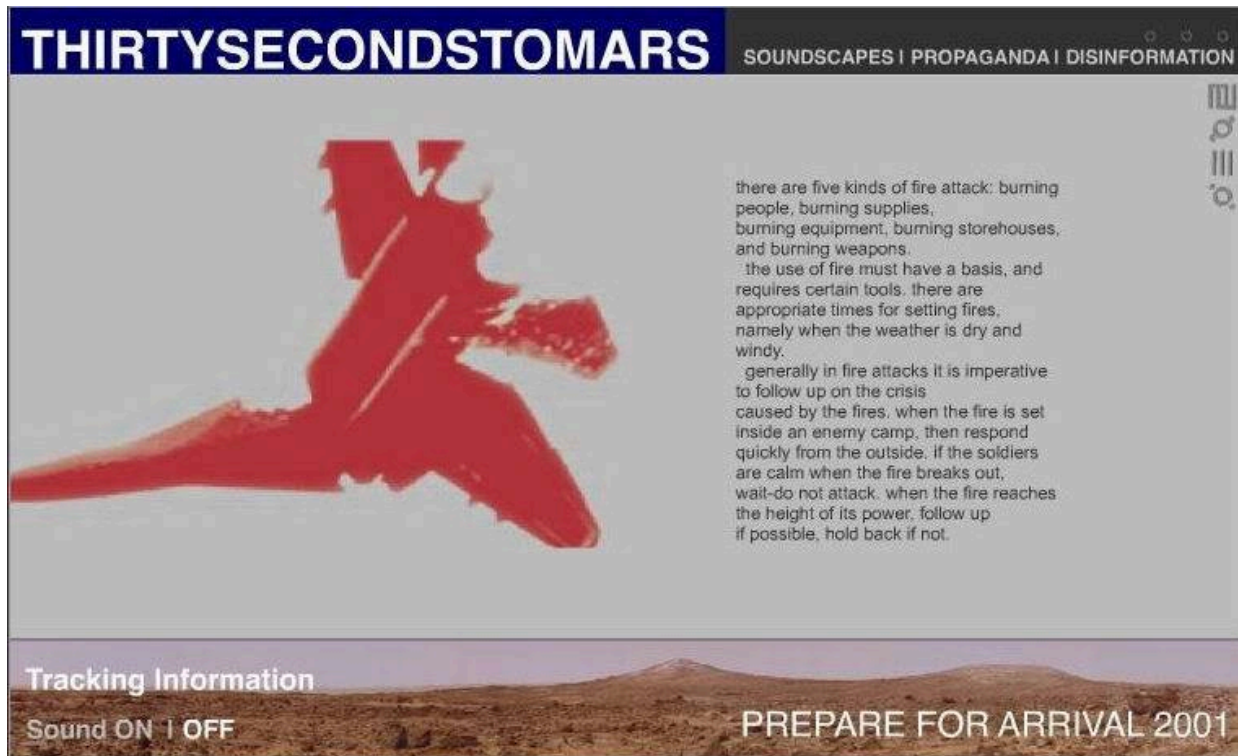 THIRTYSECONDSTOMARS
SOUNDSCAPES | PROPAGANDA | DISINFORMATION
there are five kinds of fire attack: burning
people, burning supplies,
burning equipment, burning storehouses,
and burning weapons.
the use of fire must have a basis, and
requires certain tools. there are
appropriate times for setting fires,
namely when the weather is dry and
windy.
generally in fire attacks it is imperative
to follow up on the crisis
caused by the fires. when the fire is set
inside an enemy camp, then respond
quickly from the outside. if the soldiers
are calm when the fire breaks out,
wait-do not attack. when the fire reaches
the height of its power, follow up
if possible, hold back if not.
Tracking Information
Sound ON | OFF
PREPARE FOR ARRIVAL 2001